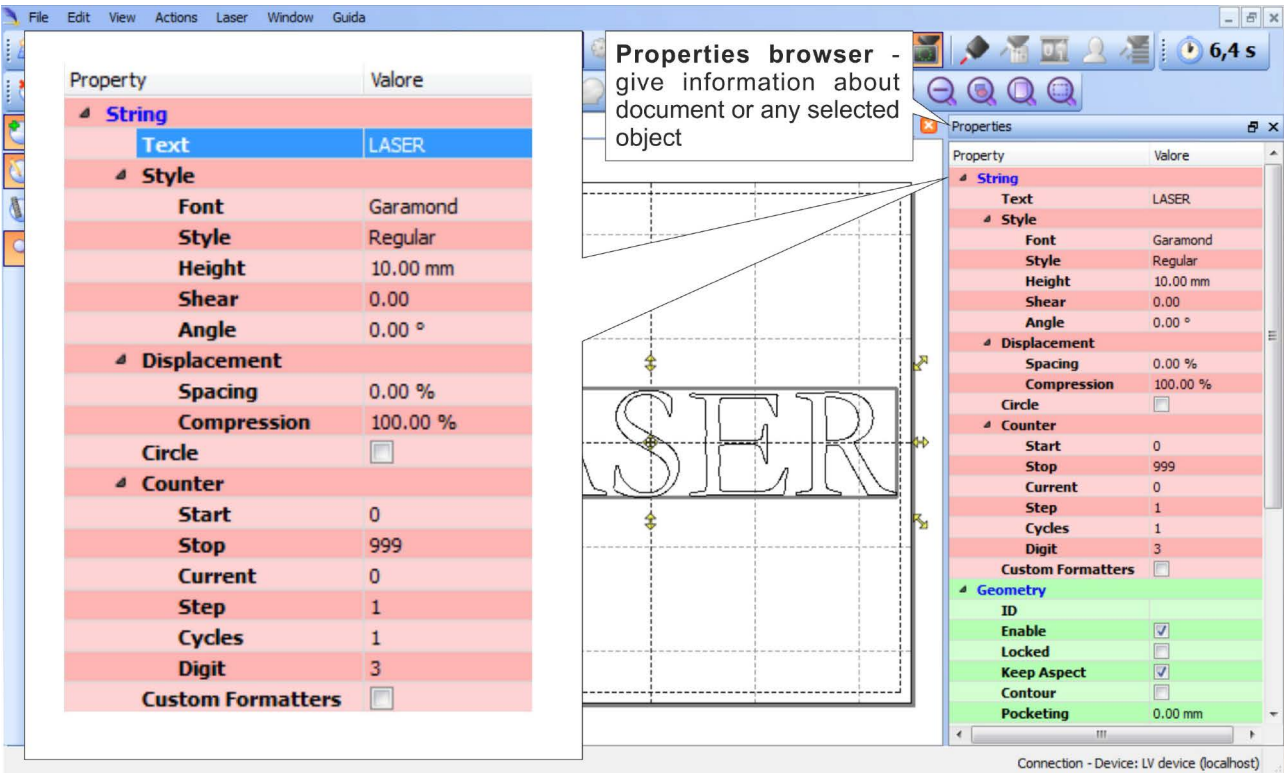 File Edit View Actions Laser Window Guida
6,4 s
Properties browser -
give information about
document or any selected
object
Property Valore
String
Text LASER
Style
Font Garamond
Style Regular
Height 10.00 mm
Shear 0.00
Angle 0.00 °
Displacement
Spacing 0.00 %
Compression 100.00 %
Circle
Counter
Start 0
Stop 999
Current 0
Step 1
Cycles 1
Digit 3
Custom Formatters
ASER
Properties
Property Valore
String
Text LASER
Style
Font Garamond
Style Regular
Height 10.00 mm
Shear 0.00
Angle 0.00 °
Displacement
Spacing 0.00 %
Compression 100.00 %
Circle
Counter
Start 0
Stop 999
Current 0
Step 1
Cycles 1
Digit 3
Custom Formatters
Geometry
ID
Enable
Locked
Keep Aspect
Contour
Pocketing 0.00 mm
Connection - Device: LV device (localhost)